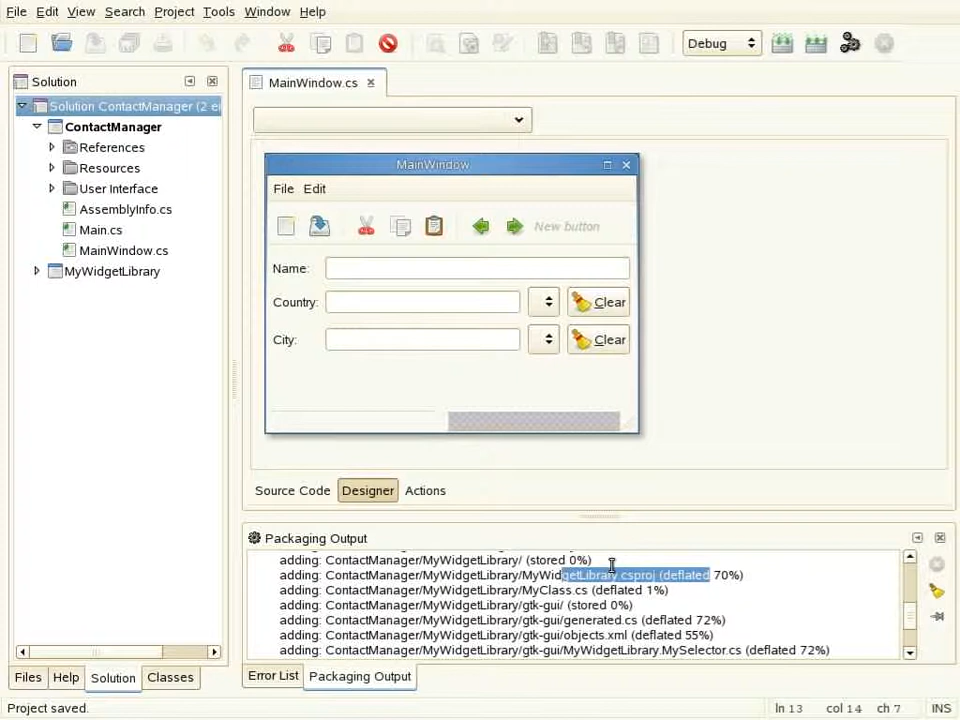 File Edit View Search Project Tools Window Help
Debug
Solution
MainWindow.cs
Solution ContactManager (2 e
ContactManager
References
Resources
User Interface
AssemblyInfo.cs
Main.cs
MainWindow.cs
MyWidgetLibrary
MainWindow
File Edit
New button
Name:
Country:
Clear
City:
Clear
Source Code Designer Actions
Packaging Output
adding: ContactManager/MyWidgetLibrary/ (stored 0%)
adding: ContactManager/MyWidgetLibrary/MyWidgetLibrary.csproj (deflated 70%)
adding: ContactManager/MyWidgetLibrary/MyClass.cs (deflated 1%)
adding: ContactManager/MyWidgetLibrary/gtk-gui/ (stored 0%)
adding: ContactManager/MyWidgetLibrary/gtk-gui/generated.cs (deflated 72%)
adding: ContactManager/MyWidgetLibrary/gtk-gui/objects.xml (deflated 55%)
adding: ContactManager/MyWidgetLibrary/gtk-gui/MyWidgetLibrary.MySelector.cs (deflated 72%)
Files Help Solution Classes
Error List Packaging Output
Project saved.
ln 13 col 14 ch 7 INS